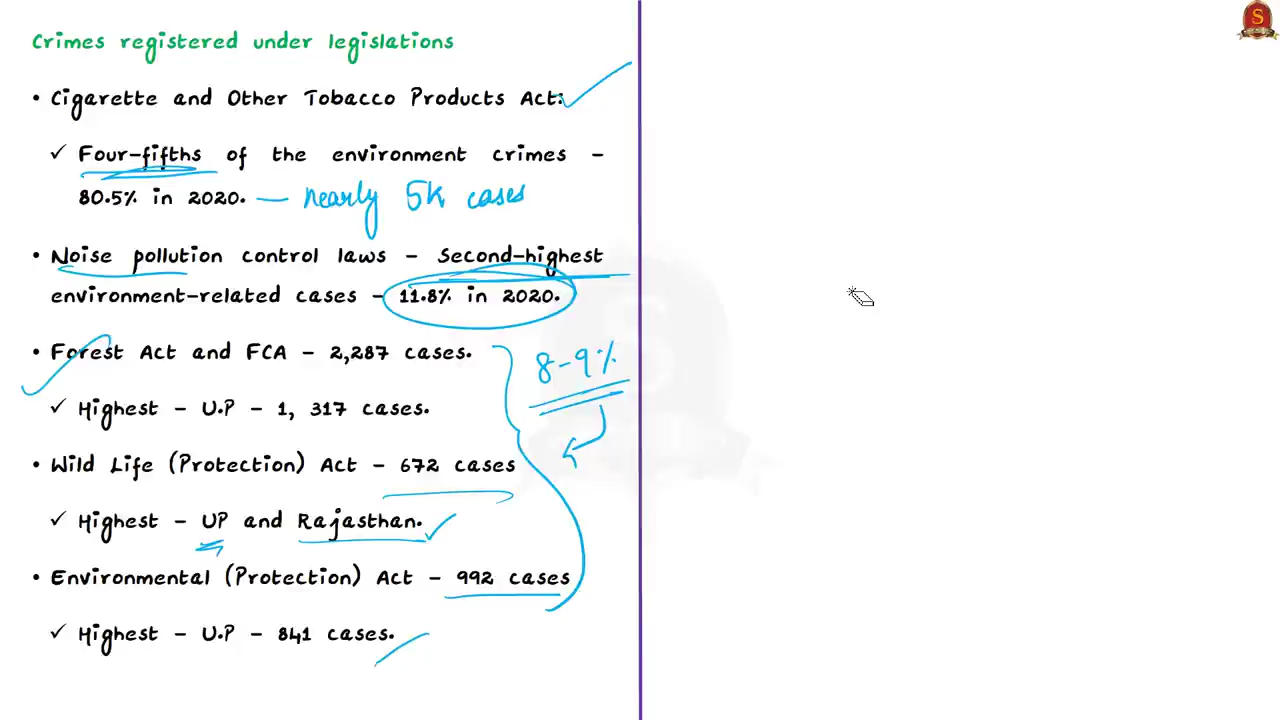 Crimes registered under legislations
• Cigarette and Other Tobacco Products Act:
✓ Four-fifths of the environment crimes –
80.5% in 2020. — nearly 5k cases
• Noise pollution control laws – Second-highest
environment-related cases – 11.8% in 2020.
• Forest Act and FCA – 2,287 cases.
8-9%
✓ Highest – U.P – 1, 317 cases.
• Wild Life (Protection) Act – 672 cases
✓ Highest – UP and Rajasthan.
• Environmental (Protection) Act – 992 cases
✓ Highest – U.P – 841 cases.
S